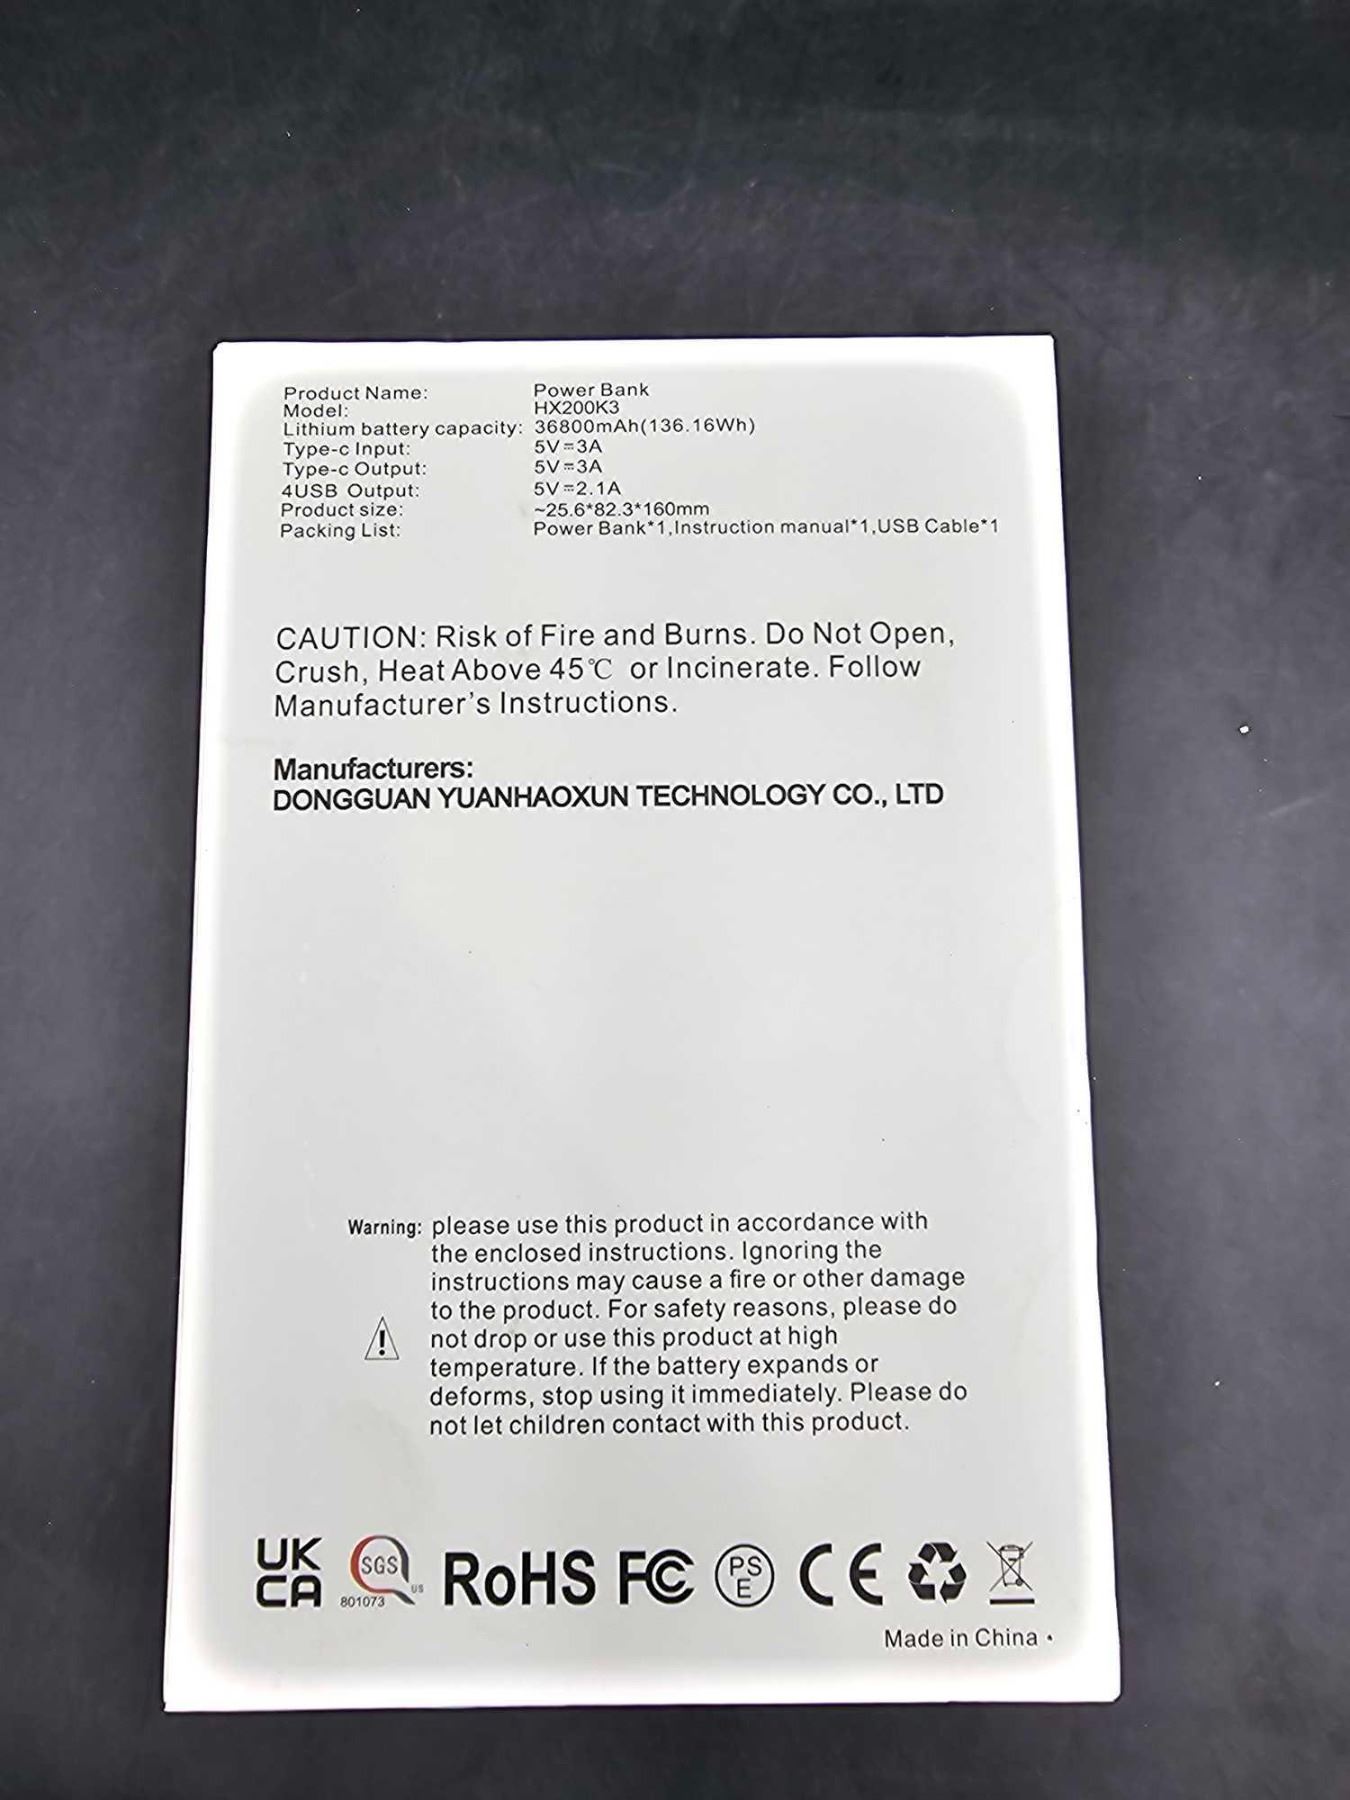 Product Name: Power Bank
Model: HX200K3
Lithium battery capacity: 36800mAh(136.16Wh)
Type-c Input: 5V⎓3A
Type-c Output: 5V⎓3A
4USB Output: 5V⎓2.1A
Product size: ~25.6*82.3*160mm
Packing List: Power Bank*1,Instruction manual*1,USB Cable*1
CAUTION: Risk of Fire and Burns. Do Not Open,
Crush, Heat Above 45℃ or Incinerate. Follow
Manufacturer's Instructions.
Manufacturers:
DONGGUAN YUANHAOXUN TECHNOLOGY CO., LTD
Warning: please use this product in accordance with
the enclosed instructions. Ignoring the
instructions may cause a fire or other damage
to the product. For safety reasons, please do
not drop or use this product at high
temperature. If the battery expands or
deforms, stop using it immediately. Please do
not let children contact with this product.
UK
CA
SGS
US
801073
RoHS FC PS
E
CE
Made in China